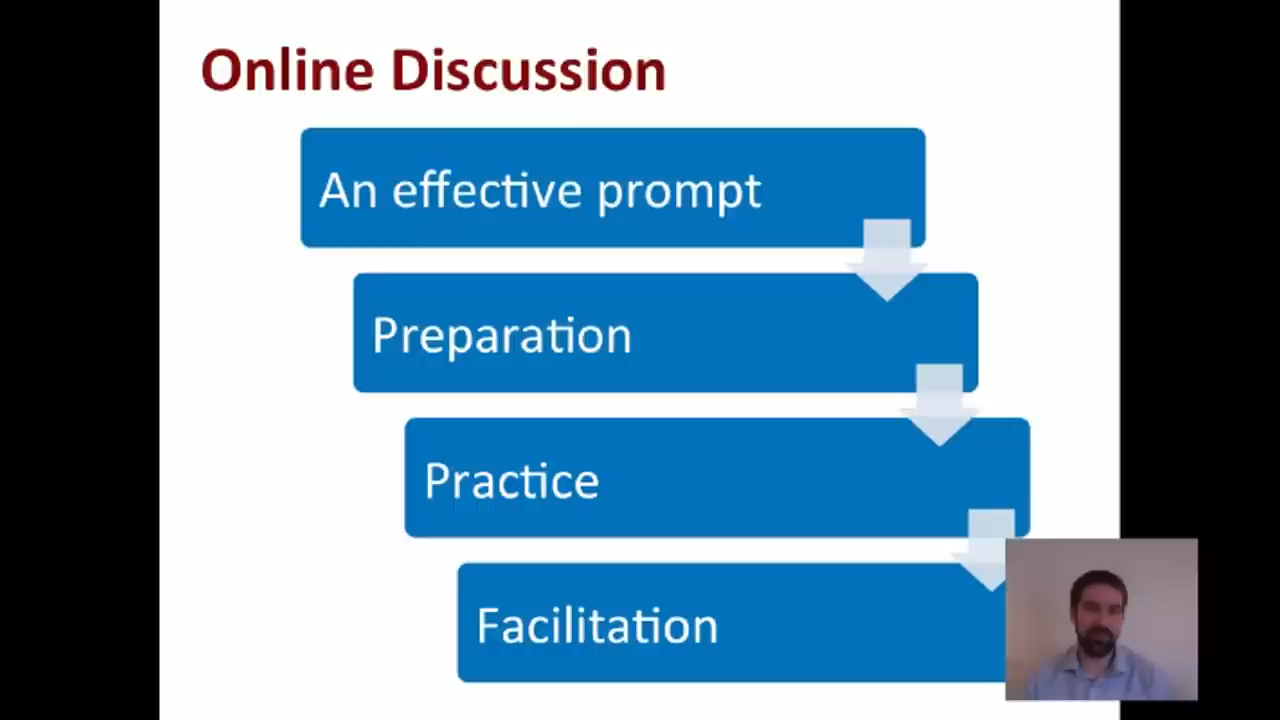 Online Discussion
An effective prompt
Preparation
Practice
Facilitation